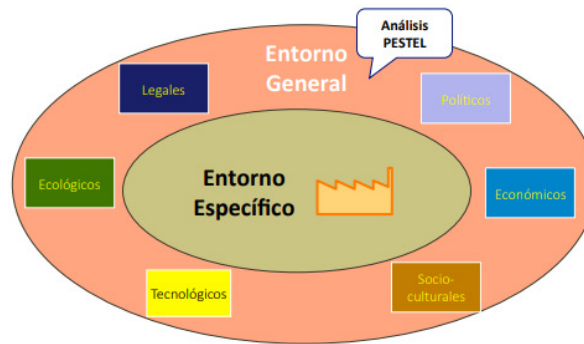 Análisis
PESTEL
Entorno
General
Legales
Políticos
Ecológicos
Entorno
Específico
Económicos
Tecnológicos
Socio-
culturales